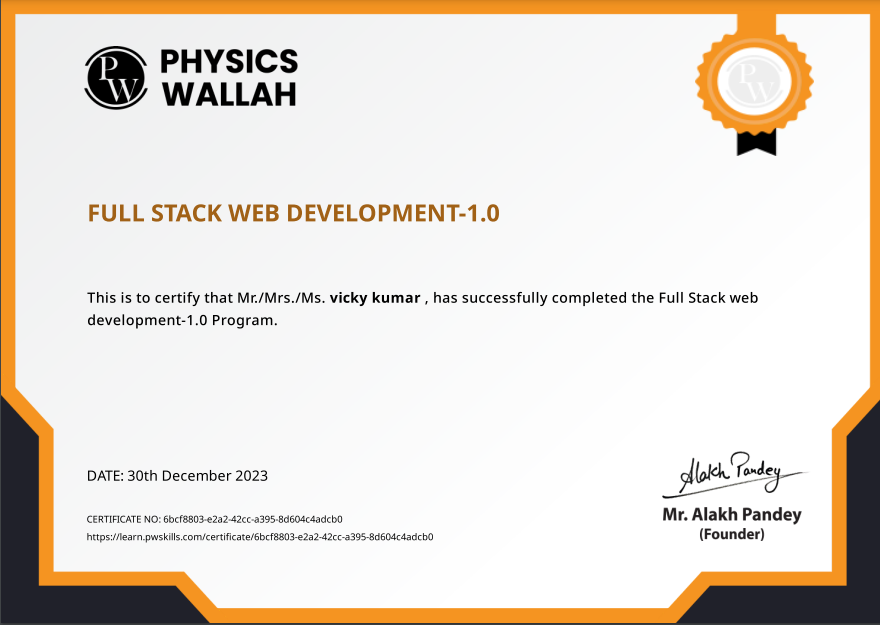 PW
PHYSICS
WALLAH
PW
FULL STACK WEB DEVELOPMENT-1.0
This is to certify that Mr./Mrs./Ms. vicky kumar , has successfully completed the Full Stack web
development-1.0 Program.
DATE: 30th December 2023
CERTIFICATE NO: 6bcf8803-e2a2-42cc-a395-8d604c4adcb0
https://learn.pwskills.com/certificate/6bcf8803-e2a2-42cc-a395-8d604c4adcb0
Alakh Pandey
Mr. Alakh Pandey
(Founder)